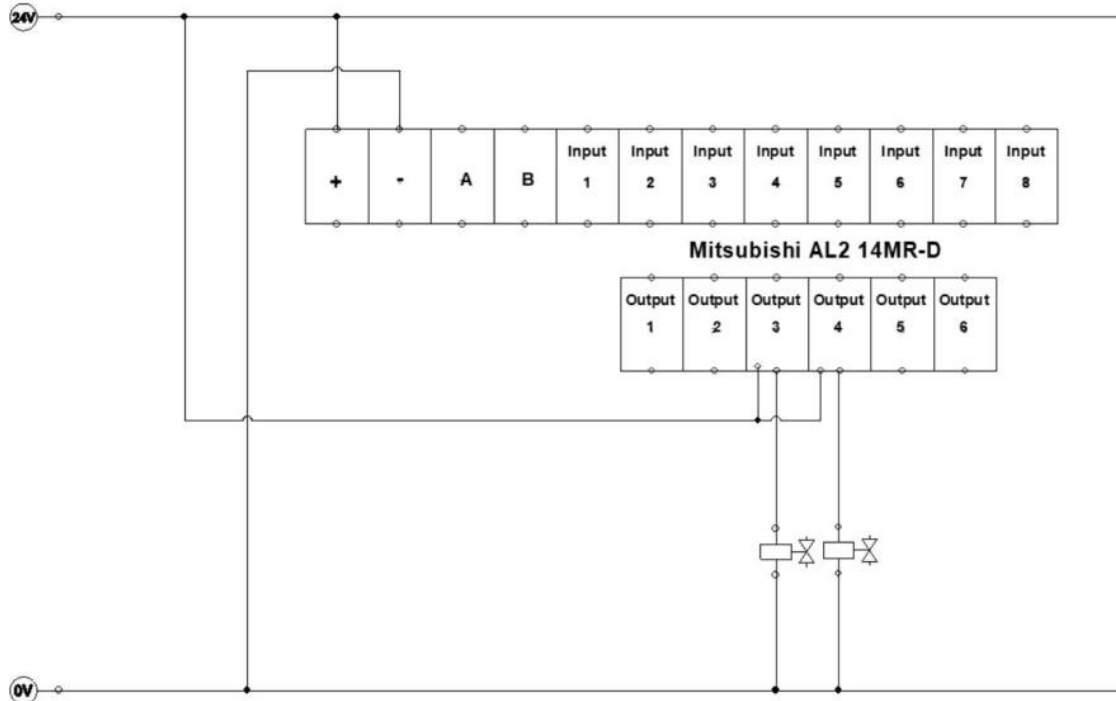 24V
+ - A B Input 1 Input 2 Input 3 Input 4 Input 5 Input 6 Input 7 Input 8
Mitsubishi AL2 14MR-D
Output 1 Output 2 Output 3 Output 4 Output 5 Output 6
0V